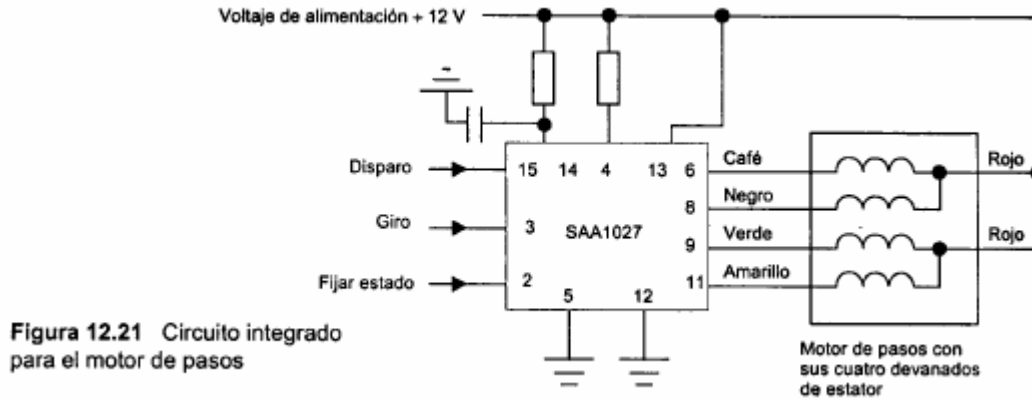 Voltaje de alimentación + 12 V
Disparo
Giro
Fijar estado
15 14 4 13 6
8
3 SAA1027
9
2
11
5 12
Café
Negro
Verde
Amarillo
Rojo
Rojo
Motor de pasos con
sus cuatro devanados
de estator
Figura 12.21 Circuito integrado
para el motor de pasos